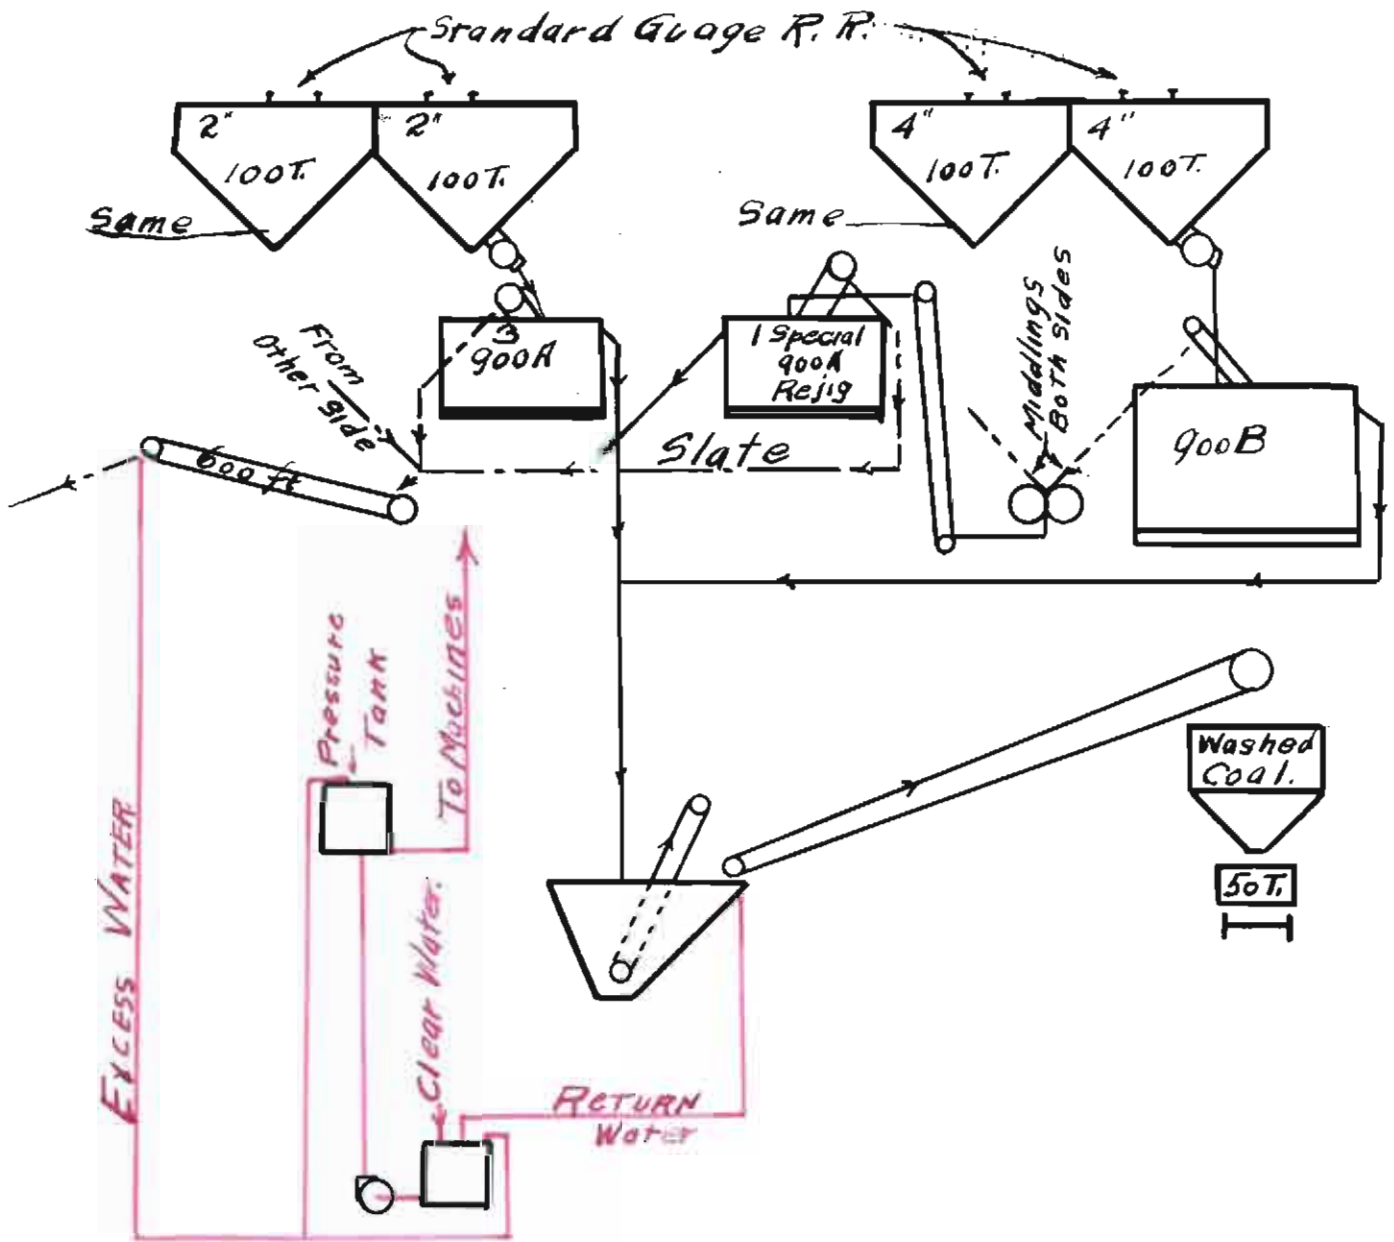 Standard Guage R. R.
2"
100T.
2"
100T.
4"
100T.
4"
100T.
Same
Same
From
Other Side
3
900A
1 Special
900A
Rejig
Middlings
Both Sides
900B
Slate
600 ft
Pressure
Tank
To Machines
Washed
Coal.
50T.
EXCESS WATER
Clear Water.
RETURN
Water